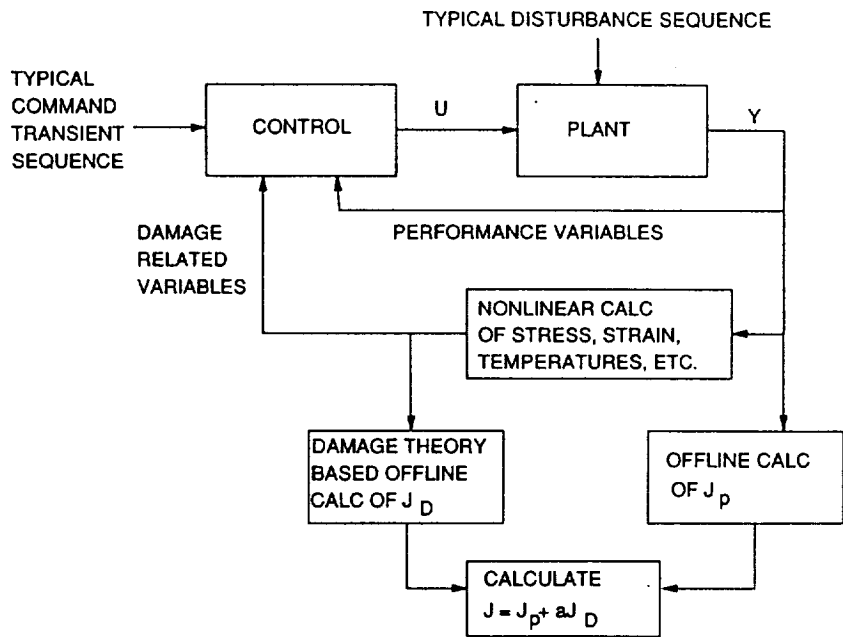 TYPICAL DISTURBANCE SEQUENCE
TYPICAL
COMMAND
TRANSIENT
SEQUENCE
CONTROL
U
PLANT
Y
DAMAGE
RELATED
VARIABLES
PERFORMANCE VARIABLES
NONLINEAR CALC
OF STRESS, STRAIN,
TEMPERATURES, ETC.
DAMAGE THEORY
BASED OFFLINE
CALC OF J D
OFFLINE CALC
OF J p
CALCULATE
J = J p + aJ D